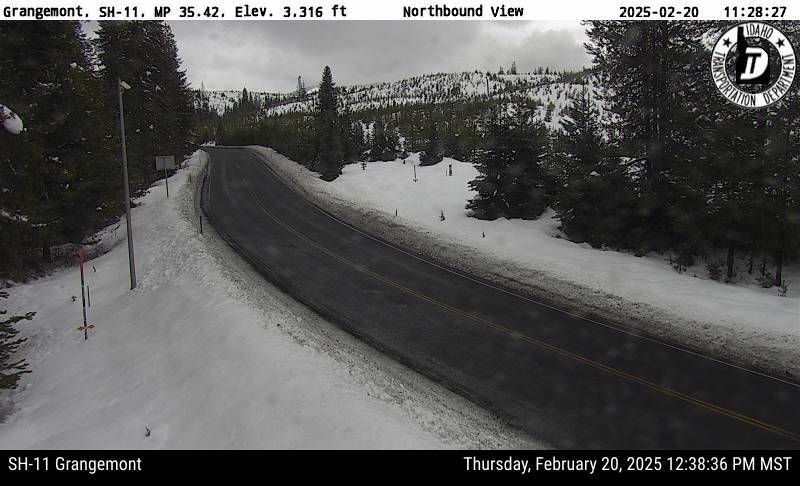 Grangemont, SH-11, MP 35.42, Elev. 3,316 ft Northbound View 2025-02-20 11:28:27
IDAHO
TRANSPORTATION DEPARTMENT
SH-11 Grangemont Thursday, February 20, 2025 12:38:36 PM MST